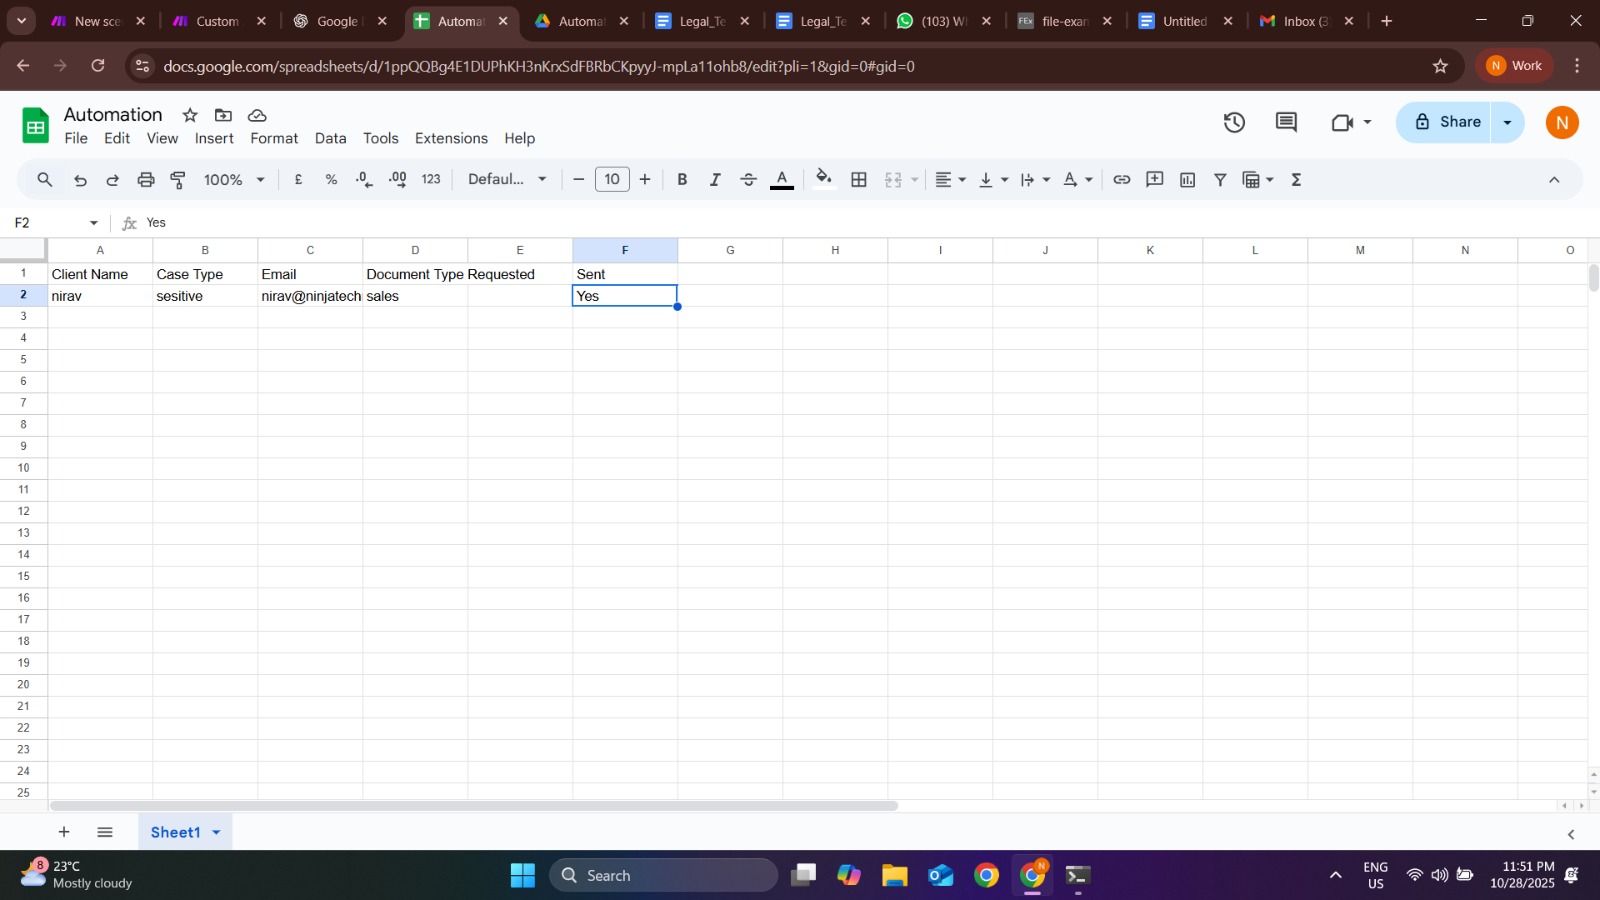 New sce
Custom
Google
Automat
Automat
Legal_Te
Legal_Te
(103) W
FEx file-exam
Untitled
Inbox (3
docs.google.com/spreadsheets/d/1ppQQBg4E1DUPhKH3nKrxSdFBRbCKpyyJ-mpLa11ohb8/edit?pli=1&gid=0#gid=0
N Work
Automation
File Edit View Insert Format Data Tools Extensions Help
Share
N
100% £ % .0 .00 123 Defaul... 10 B I A
F2 fx Yes
A B C D E F G H I J K L M N O
1 Client Name Case Type Email Document Type Requested Sent
2 nirav sesitive nirav@ninjatech sales Yes
3
4
5
6
7
8
9
10
11
12
13
14
15
16
17
18
19
20
21
22
23
24
25
Sheet1
8 23°C
Mostly cloudy
Search
N
ENG
US
11:51 PM
10/28/2025